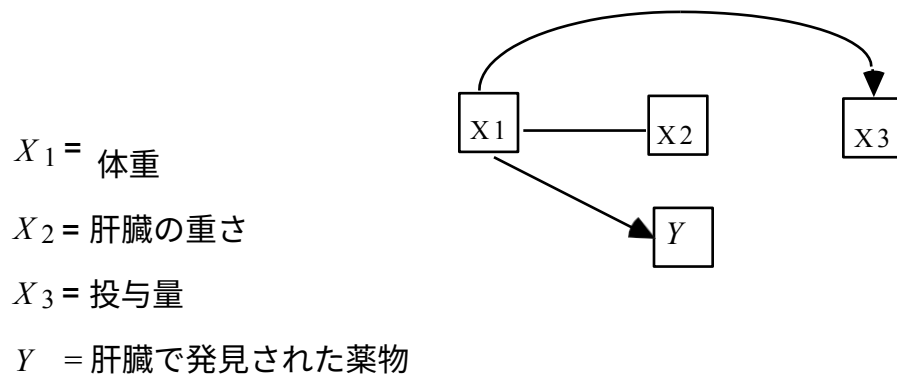 X1 = 体重
X2 = 肝臓の重さ
X3 = 投与量
Y = 肝臓で発見された薬物
X1
X2
X3
Y